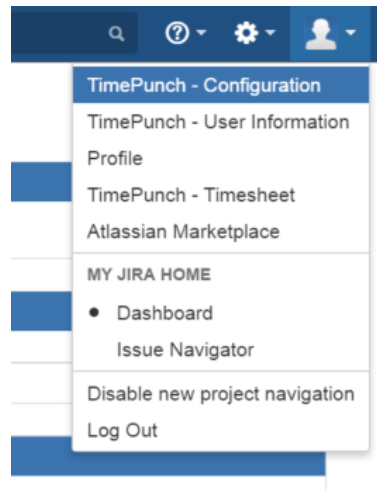 TimePunch - Configuration
TimePunch - User Information
Profile
TimePunch - Timesheet
Atlassian Marketplace
MY JIRA HOME
Dashboard
Issue Navigator
Disable new project navigation
Log Out